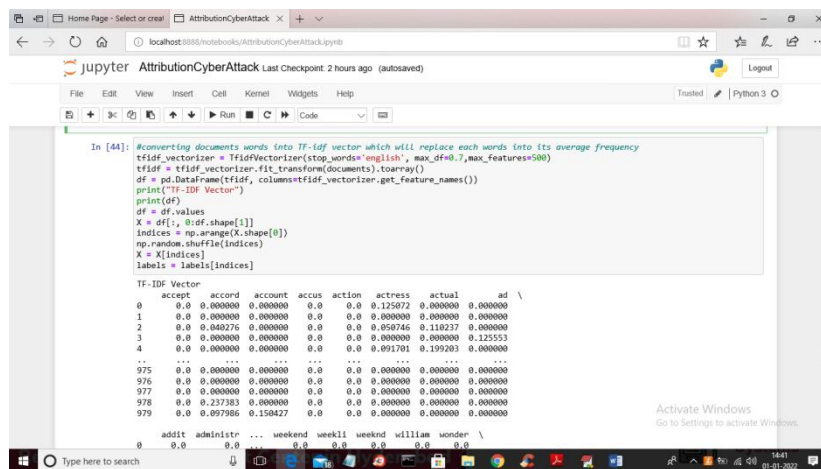 Home Page - Select or creat
AttributionCyberAttack
localhost:8888/notebooks/AttributionCyberAttack.ipynb
jupyter AttributionCyberAttack Last Checkpoint: 2 hours ago (autosaved)
Logout
File Edit View Insert Cell Kernel Widgets Help
Trusted Python 3
Run Code
In [44]: #converting documents words into TF-idf vector which will replace each words into its average frequency
tfidf_vectorizer = TfidfVectorizer(stop_words='english', max_df=0.7,max_features=500)
tfidf = tfidf_vectorizer.fit_transform(documents).toarray()
df = pd.DataFrame(tfidf, columns=tfidf_vectorizer.get_feature_names())
print("TF-IDF Vector")
print(df)
df = df.values
X = df[:, 0:df.shape[1]]
indices = np.arange(X.shape[0])
np.random.shuffle(indices)
X = X[indices]
labels = labels[indices]
TF-IDF Vector
accept accord account accus action actress actual ad \
0 0.0 0.000000 0.000000 0.0 0.0 0.125072 0.000000 0.000000
1 0.0 0.000000 0.000000 0.0 0.0 0.000000 0.000000 0.000000
2 0.0 0.040276 0.000000 0.0 0.0 0.050746 0.110237 0.000000
3 0.0 0.000000 0.000000 0.0 0.0 0.000000 0.000000 0.125553
4 0.0 0.000000 0.000000 0.0 0.0 0.091701 0.199203 0.000000
.. ... ... ... ... ... ... ... ...
975 0.0 0.000000 0.000000 0.0 0.0 0.000000 0.000000 0.000000
976 0.0 0.000000 0.000000 0.0 0.0 0.000000 0.000000 0.000000
977 0.0 0.000000 0.000000 0.0 0.0 0.000000 0.000000 0.000000
978 0.0 0.237383 0.000000 0.0 0.0 0.000000 0.000000 0.000000
979 0.0 0.097986 0.150427 0.0 0.0 0.000000 0.000000 0.000000
addit administr ... weekend weekli weeknd william wonder \
0 0.0 0.0 ... 0.0 0.0 0.0 0.0 0.0
Activate Windows
Go to Settings to activate Windows.
Type here to search
14:41
01-01-2022